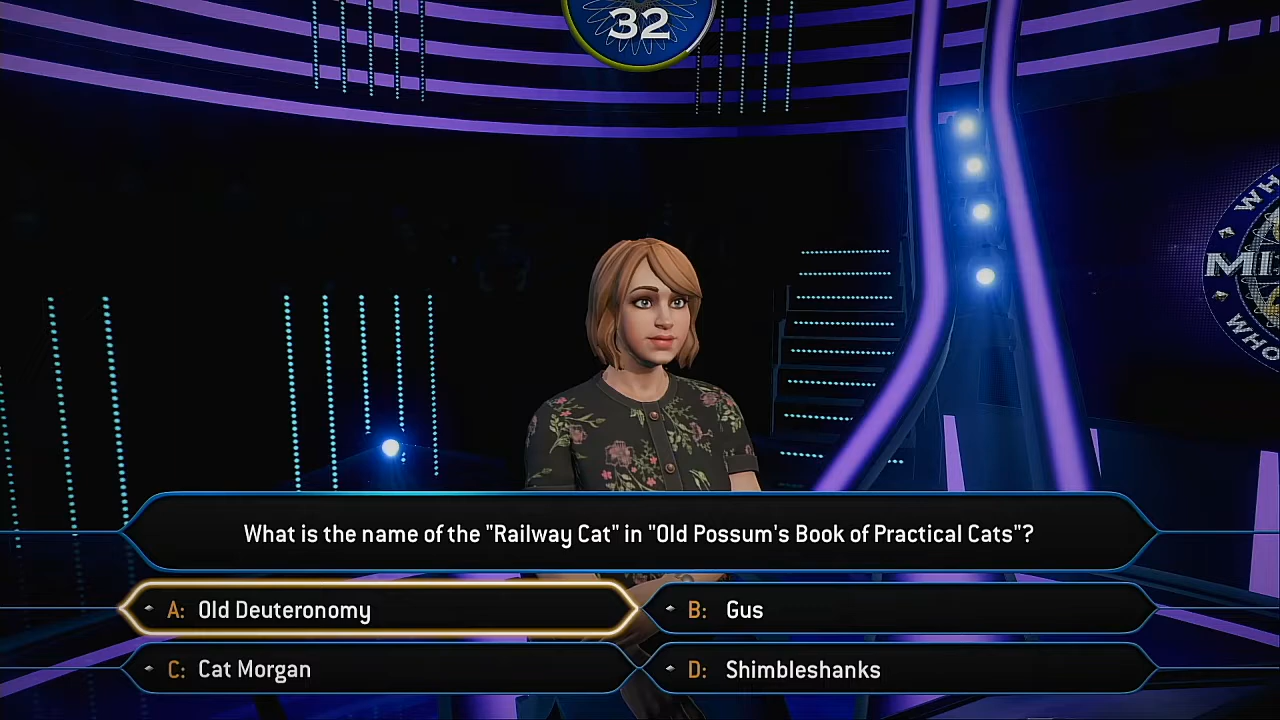 32
What is the name of the "Railway Cat" in "Old Possum's Book of Practical Cats"?
A: Old Deuteronomy
B: Gus
C: Cat Morgan
D: Shimbleshanks